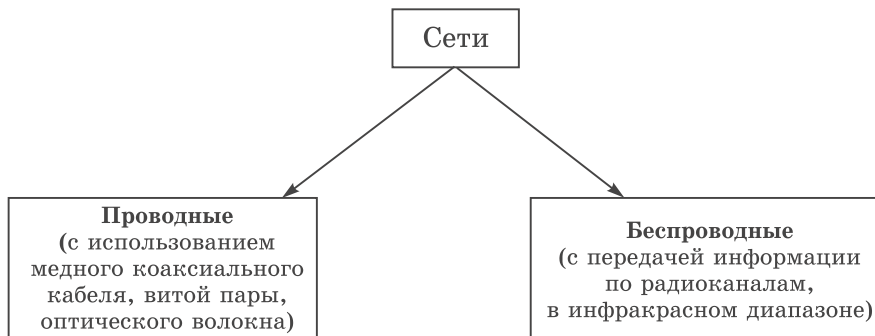 Сети
Проводные
(с использованием
медного коаксиального
кабеля, витой пары,
оптического волокна)
Беспроводные
(с передачей информации
по радиоканалам,
в инфракрасном диапазоне)